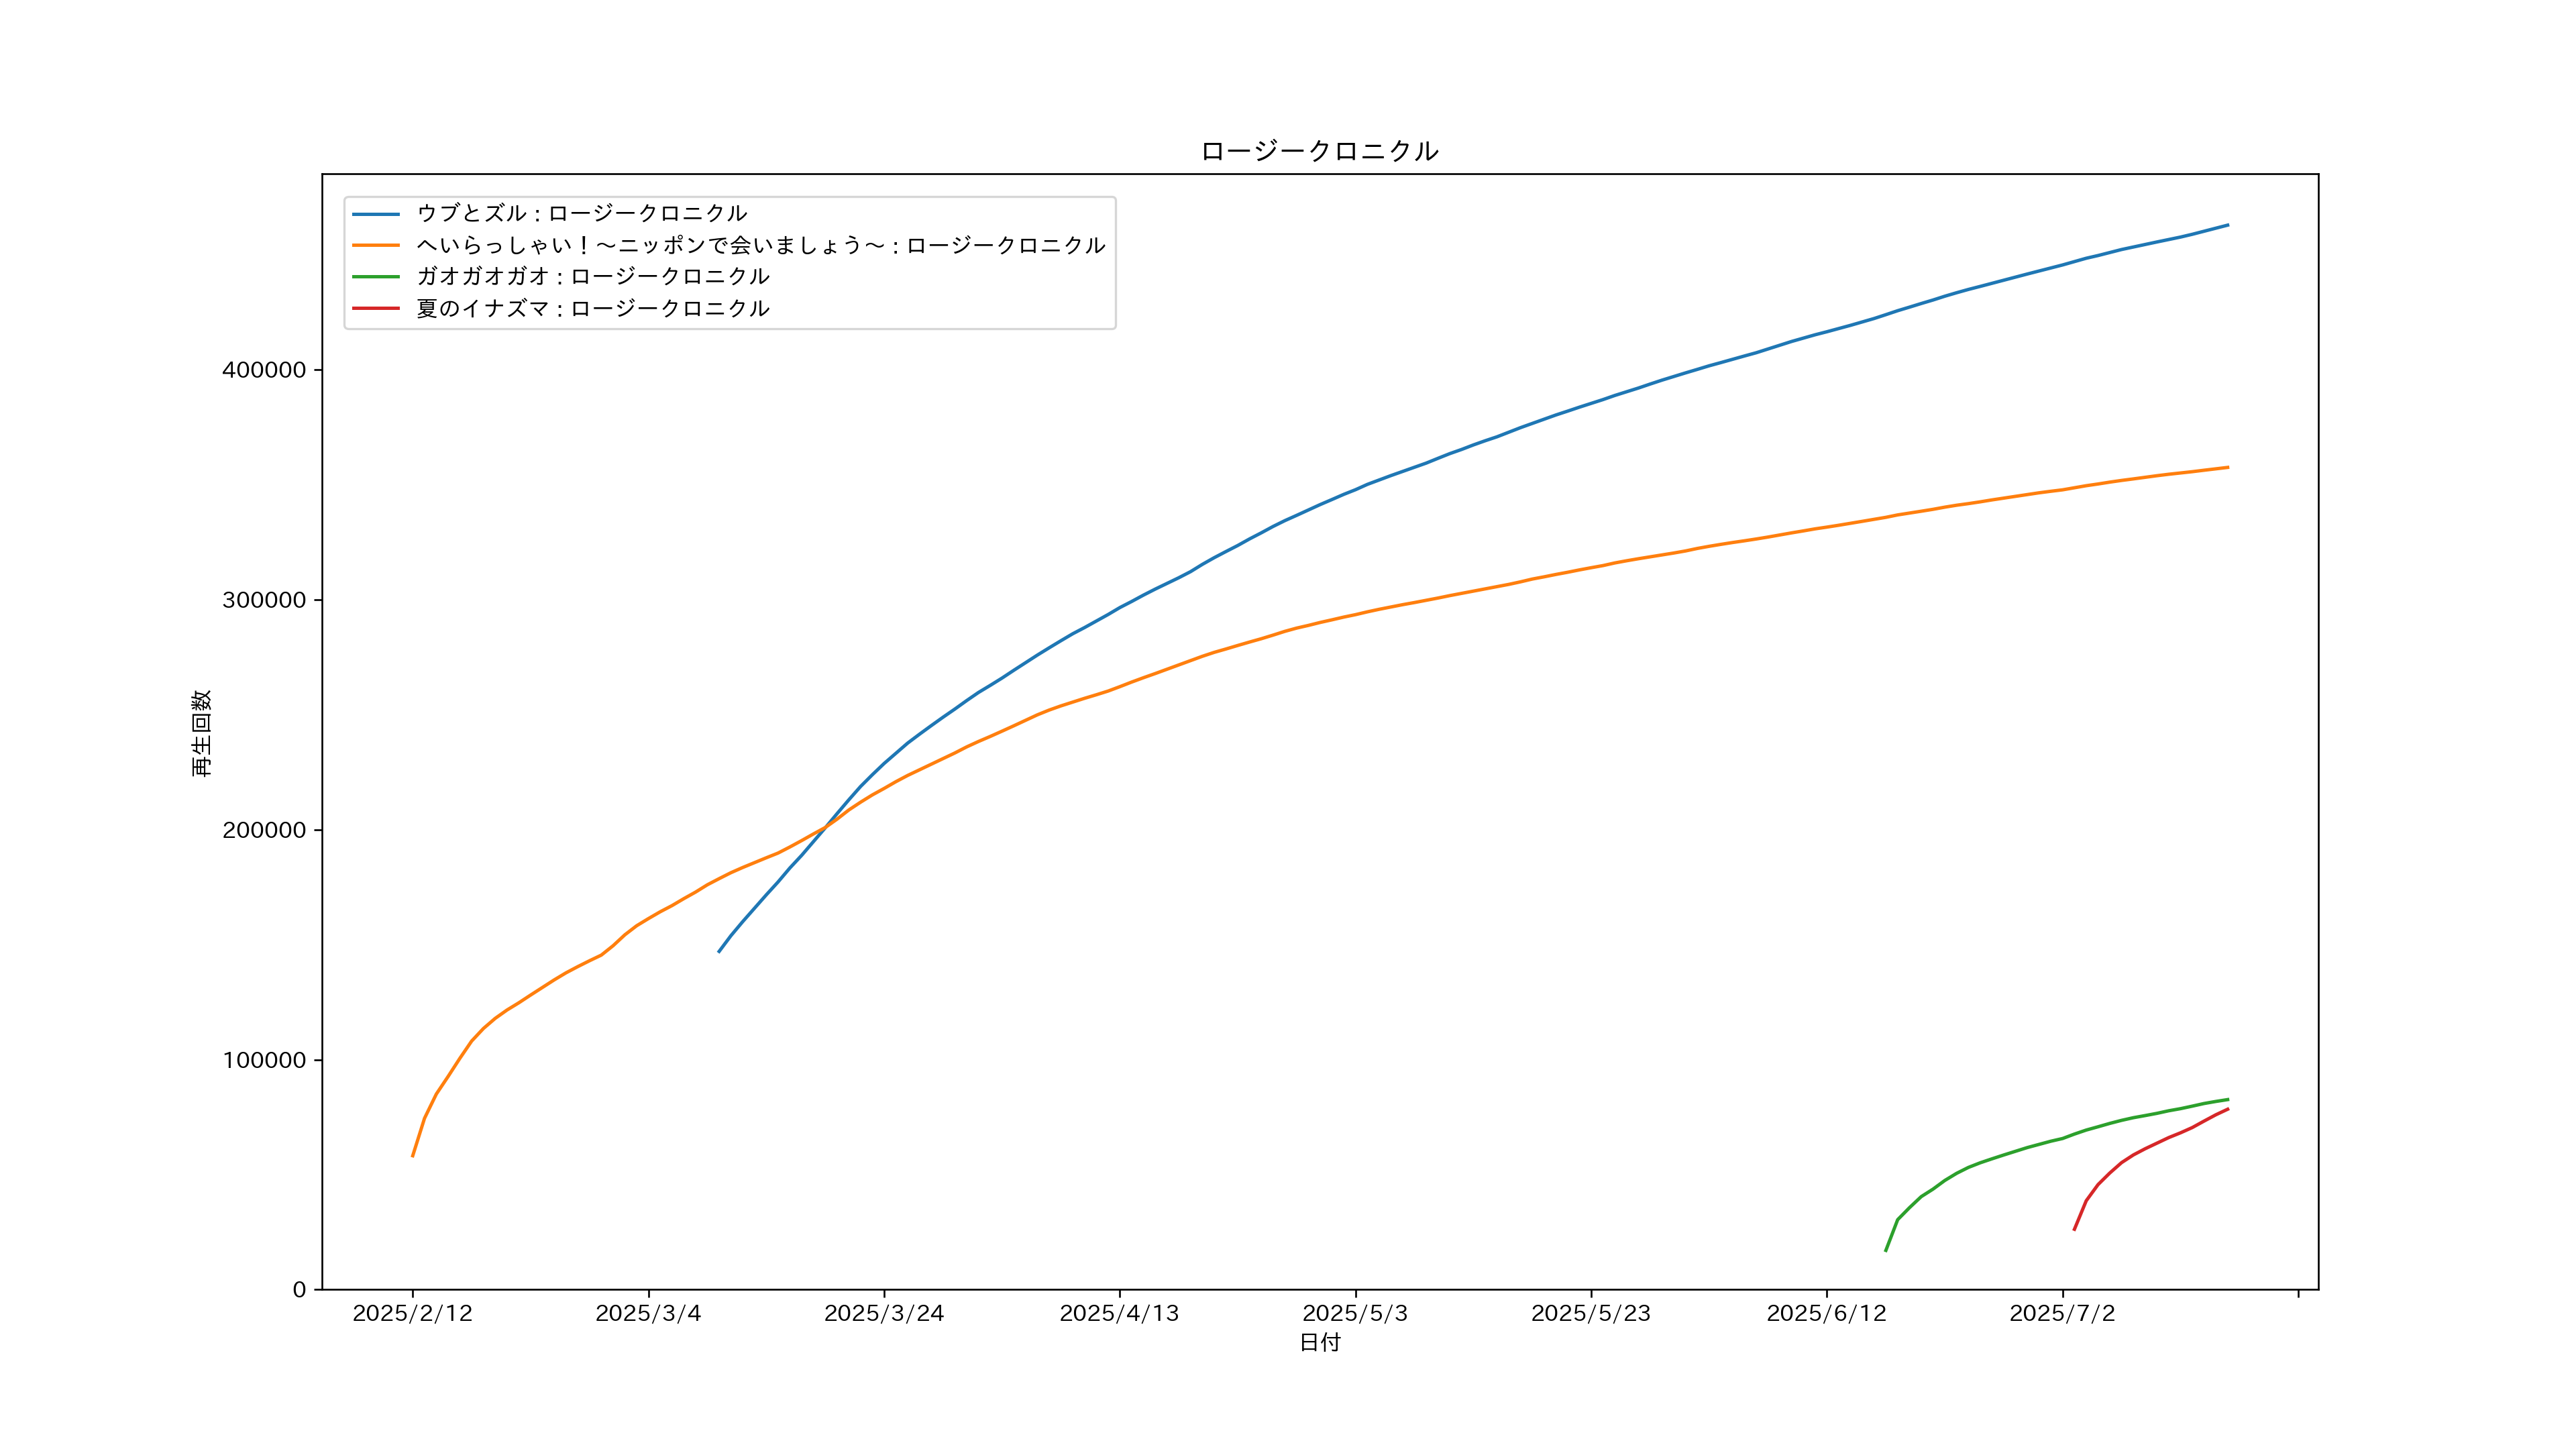 ロージークロニクル
ウブとズル : ロージークロニクル
へいらっしゃい！〜ニッポンで会いましょう〜 : ロージークロニクル
ガオガオガオ : ロージークロニクル
夏のイナズマ : ロージークロニクル
再生回数
400000
300000
200000
100000
0
2025/2/12 2025/3/4 2025/3/24 2025/4/13 2025/5/3 2025/5/23 2025/6/12 2025/7/2
日付